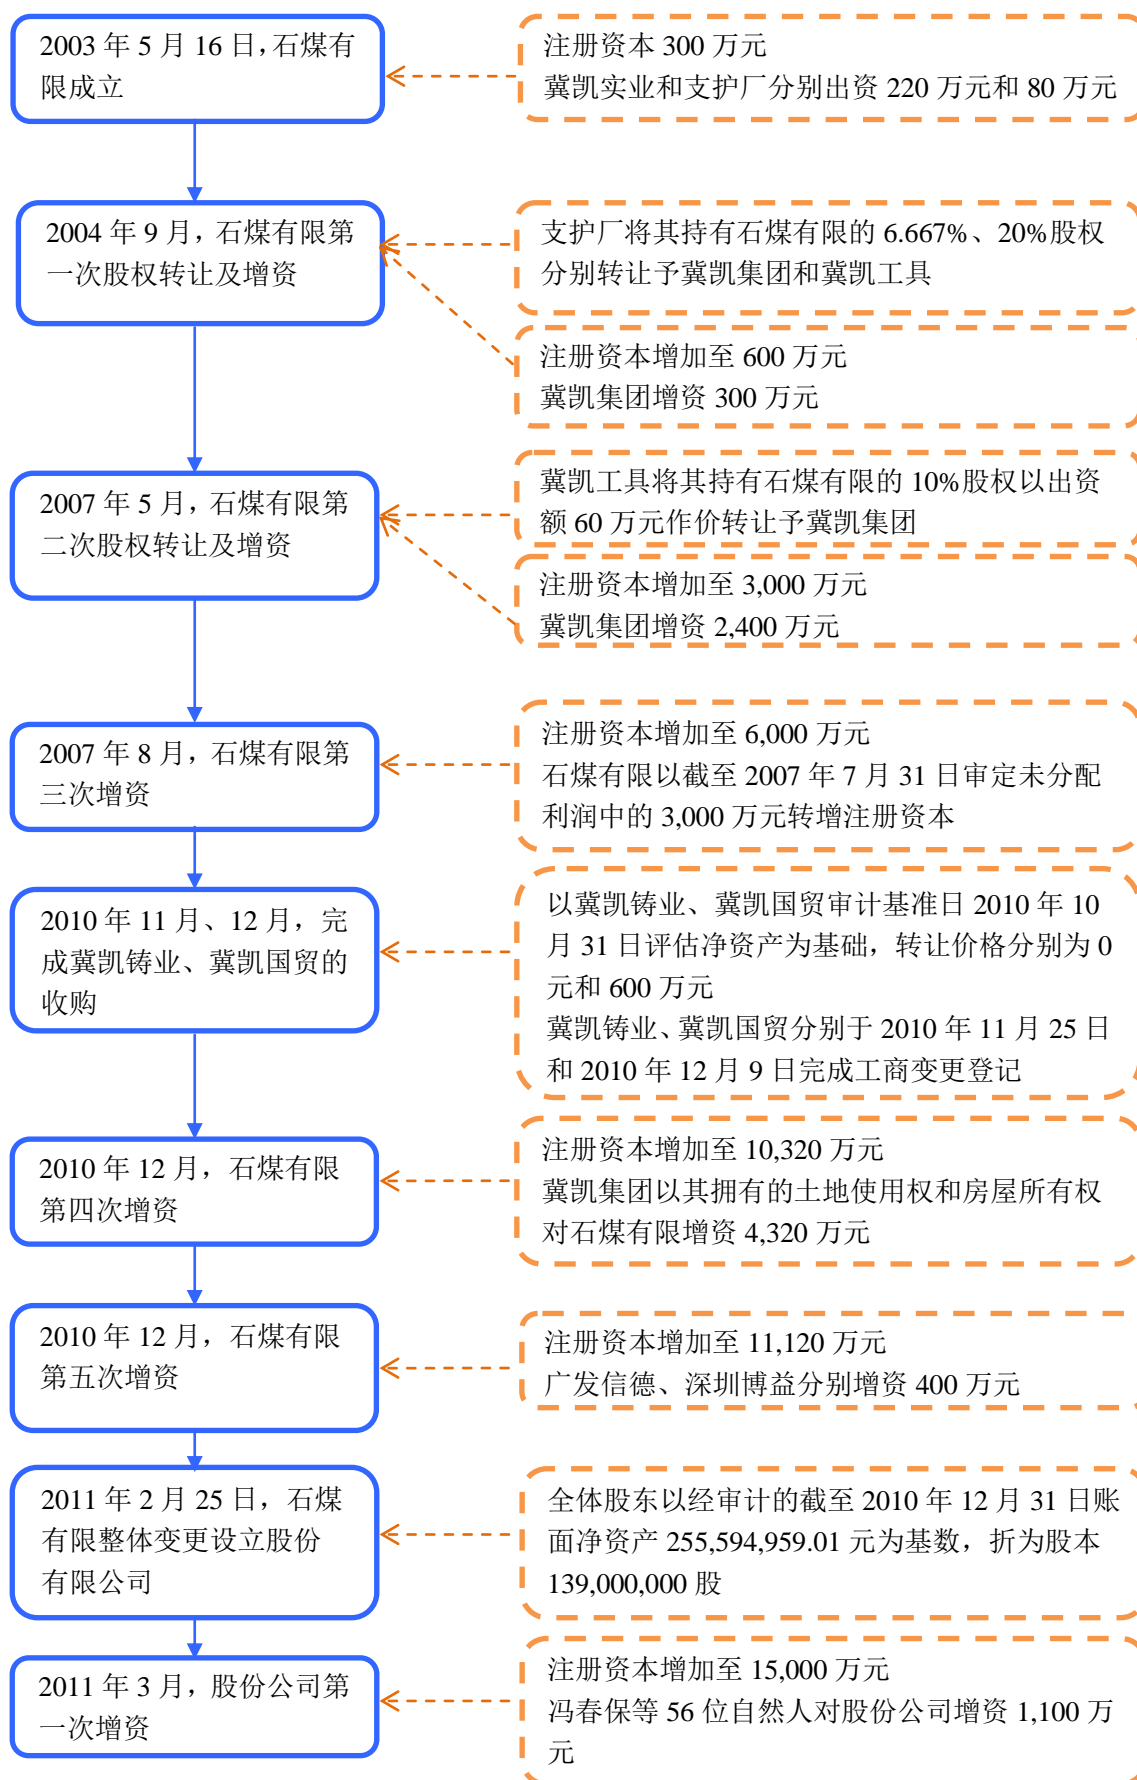 2003 年 5 月 16 日，石煤有
限成立
注册资本 300 万元
冀凯实业和支护厂分别出资 220 万元和 80 万元
2004 年 9 月，石煤有限第
一次股权转让及增资
支护厂将其持有石煤有限的 6.667%、20%股权
分别转让予冀凯集团和冀凯工具
注册资本增加至 600 万元
冀凯集团增资 300 万元
2007 年 5 月，石煤有限第
二次股权转让及增资
冀凯工具将其持有石煤有限的 10%股权以出资
额 60 万元作价转让予冀凯集团
注册资本增加至 3,000 万元
冀凯集团增资 2,400 万元
2007 年 8 月，石煤有限第
三次增资
注册资本增加至 6,000 万元
石煤有限以截至 2007 年 7 月 31 日审定未分配
利润中的 3,000 万元转增注册资本
2010 年 11 月、12 月，完
成冀凯铸业、冀凯国贸的
收购
以冀凯铸业、冀凯国贸审计基准日 2010 年 10
月 31 日评估净资产为基础，转让价格分别为 0
元和 600 万元
冀凯铸业、冀凯国贸分别于 2010 年 11 月 25 日
和 2010 年 12 月 9 日完成工商变更登记
2010 年 12 月，石煤有限
第四次增资
注册资本增加至 10,320 万元
冀凯集团以其拥有的土地使用权和房屋所有权
对石煤有限增资 4,320 万元
2010 年 12 月，石煤有限
第五次增资
注册资本增加至 11,120 万元
广发信德、深圳博益分别增资 400 万元
2011 年 2 月 25 日，石煤
有限整体变更设立股份
有限公司
全体股东以经审计的截至 2010 年 12 月 31 日账
面净资产 255,594,959.01 元为基数，折为股本
139,000,000 股
2011 年 3 月，股份公司第
一次增资
注册资本增加至 15,000 万元
冯春保等 56 位自然人对股份公司增资 1,100 万
元